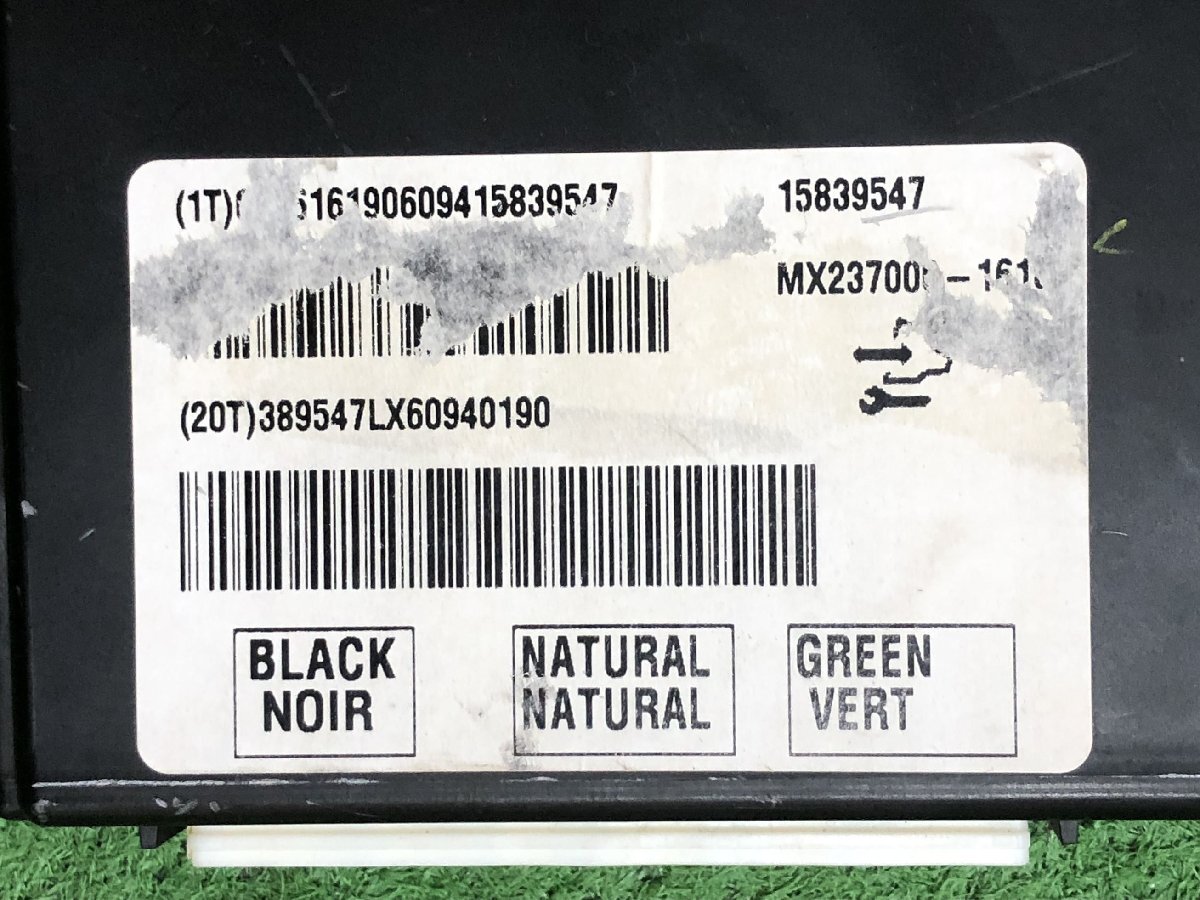 (20T)389547LX60940190
15839547
BLACK
NOIR
NATURAL
NATURAL
GREEN
VERT